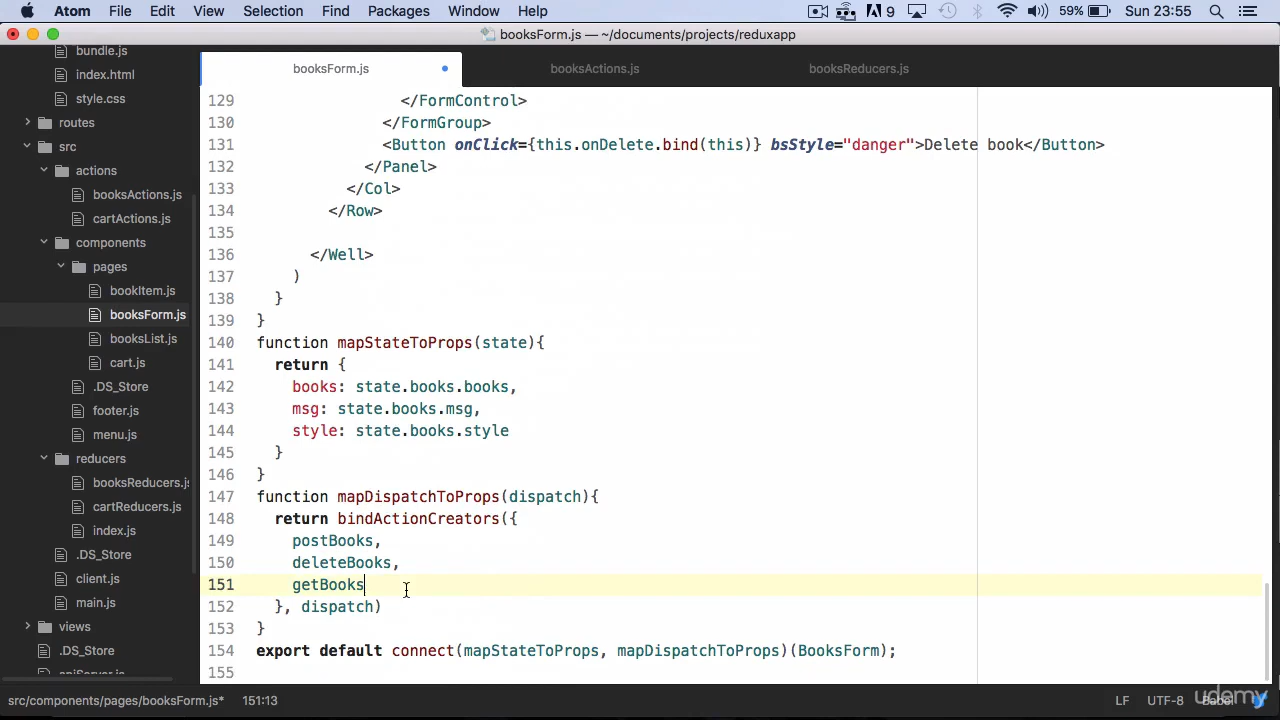 Atom File Edit View Selection Find Packages Window Help 9 59% Sun 23:55
booksForm.js — ~/documents/projects/reduxapp
bundle.js
index.html
style.css
routes
src
actions
booksActions.js
cartActions.js
components
pages
bookItem.js
booksForm.js
booksList.js
cart.js
.DS_Store
footer.js
menu.js
reducers
booksReducers.js
cartReducers.js
index.js
.DS_Store
client.js
main.js
views
.DS_Store
apiServer.js
booksForm.js booksActions.js booksReducers.js
129 </FormControl>
130 </FormGroup>
131 <Button onClick={this.onDelete.bind(this)} bsStyle="danger">Delete book</Button>
132 </Panel>
133 </Col>
134 </Row>
135
136 </Well>
137 )
138 }
139 }
140 function mapStateToProps(state){
141 return {
142 books: state.books.books,
143 msg: state.books.msg,
144 style: state.books.style
145 }
146 }
147 function mapDispatchToProps(dispatch){
148 return bindActionCreators({
149 postBooks,
150 deleteBooks,
151 getBooks
152 }, dispatch)
153 }
154 export default connect(mapStateToProps, mapDispatchToProps)(BooksForm);
155
src/components/pages/booksForm.js* 151:13 LF UTF-8 Babel
udemy